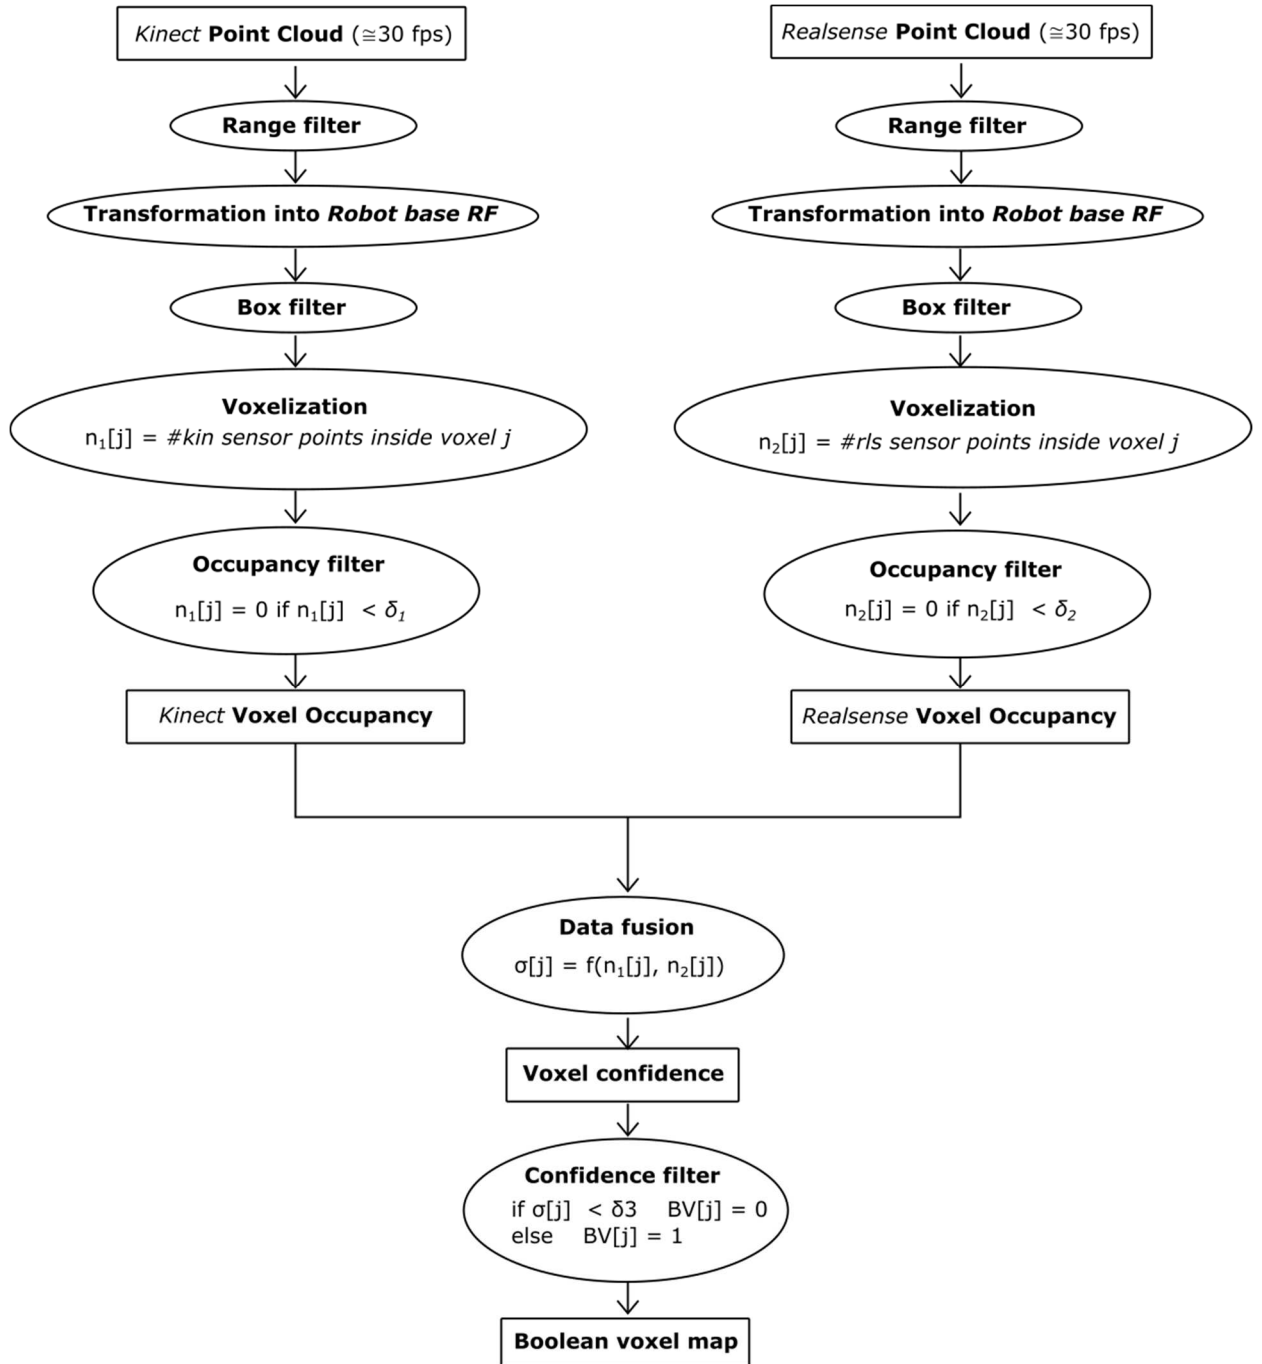 Kinect Point Cloud (≅30 fps)
Range filter
Transformation into Robot base RF
Box filter
Voxelization
n₁[j] = #kin sensor points inside voxel j
Occupancy filter
n₁[j] = 0 if n₁[j] < δ₁
Kinect Voxel Occupancy
Realsense Point Cloud (≅30 fps)
Range filter
Transformation into Robot base RF
Box filter
Voxelization
n₂[j] = #rls sensor points inside voxel j
Occupancy filter
n₂[j] = 0 if n₂[j] < δ₂
Realsense Voxel Occupancy
Data fusion
σ[j] = f(n₁[j], n₂[j])
Voxel confidence
Confidence filter
if σ[j] < δ3 BV[j] = 0
else BV[j] = 1
Boolean voxel map